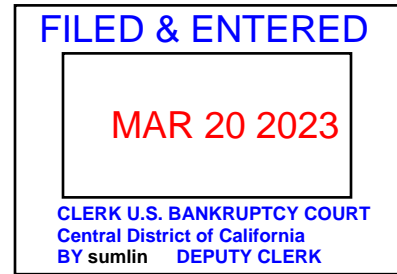 FILED & ENTERED
MAR 20 2023
CLERK U.S. BANKRUPTCY COURT
Central District of California
BY sumlin DEPUTY CLERK